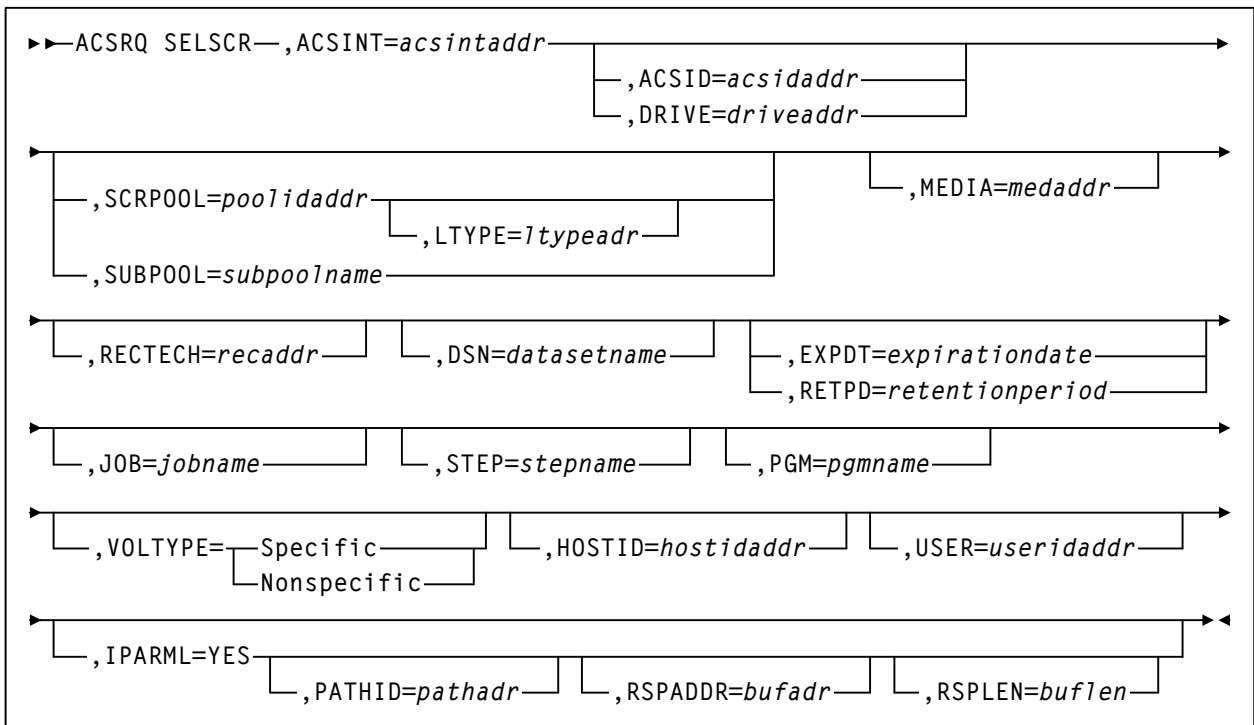 ACSRQ SELSCR ,ACSINT=acsintaddr
,ACSID=acsidaddr
,DRIVE=driveaddr
,SCRPOOL=poolidaddr
,LTYPE=ltypeadr
,SUBPOOL=subpoolname
,MEDIA=medaddr
,RECTECH=recaddr
,DSN=datasetname
,EXPDT=expirationdate
,RETPD=retentionperiod
,JOB=jobname
,STEP=stepname
,PGM=pgmname
,VOLTYPE=
Specific
Nonspecific
,HOSTID=hostidaddr
,USER=useridaddr
,IPARML=YES
,PATHID=pathadr
,RSPADDR=bufadr
,RSPLEN=buflen